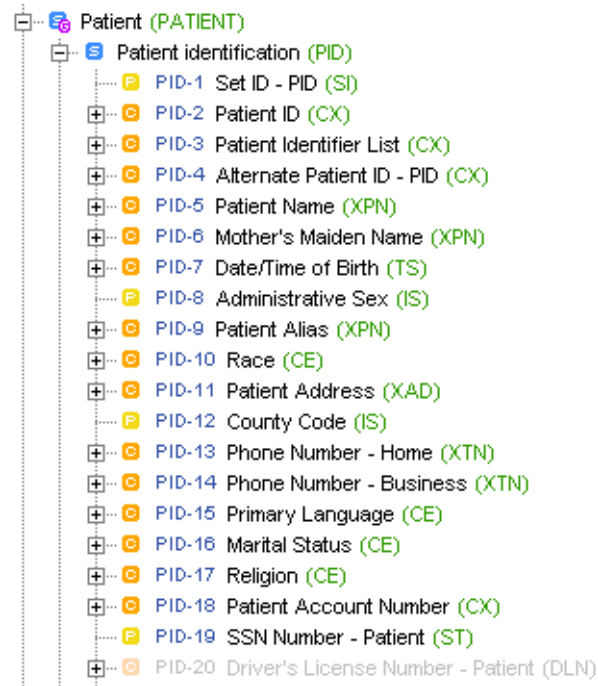 Patient (PATIENT)
S Patient identification (PID)
P PID-1 Set ID - PID (SI)
C PID-2 Patient ID (CX)
C PID-3 Patient Identifier List (CX)
C PID-4 Alternate Patient ID - PID (CX)
C PID-5 Patient Name (XPN)
C PID-6 Mother's Maiden Name (XPN)
C PID-7 Date/Time of Birth (TS)
P PID-8 Administrative Sex (IS)
C PID-9 Patient Alias (XPN)
C PID-10 Race (CE)
C PID-11 Patient Address (XAD)
P PID-12 County Code (IS)
C PID-13 Phone Number - Home (XTN)
C PID-14 Phone Number - Business (XTN)
C PID-15 Primary Language (CE)
C PID-16 Marital Status (CE)
C PID-17 Religion (CE)
C PID-18 Patient Account Number (CX)
P PID-19 SSN Number - Patient (ST)
C PID-20 Driver's License Number - Patient (DLN)